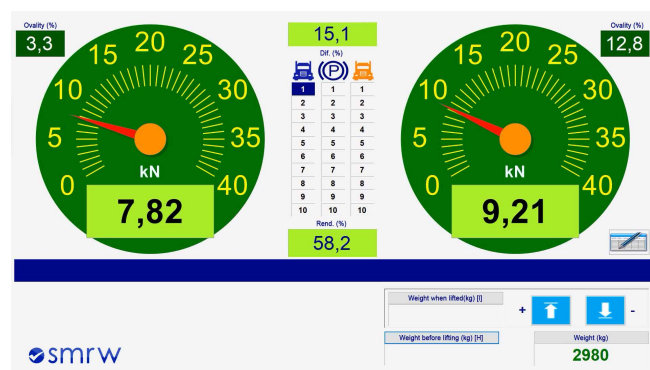 Ovality (%)
3,3
0
5
10
15
20
25
30
35
40
kN
7,82
15,1
Dif. (%)
P
1 1 1
2 2 2
3 3 3
4 4 4
5 5 5
6 6 6
7 7 7
8 8 8
9 9 9
10 10 10
Rend. (%)
58,2
Ovality (%)
12,8
0
5
10
15
20
25
30
35
40
kN
9,21
Weight when lifted(kg) [I]
+ -
Weight before lifting (kg) [H]
Weight (kg)
2980
smrw